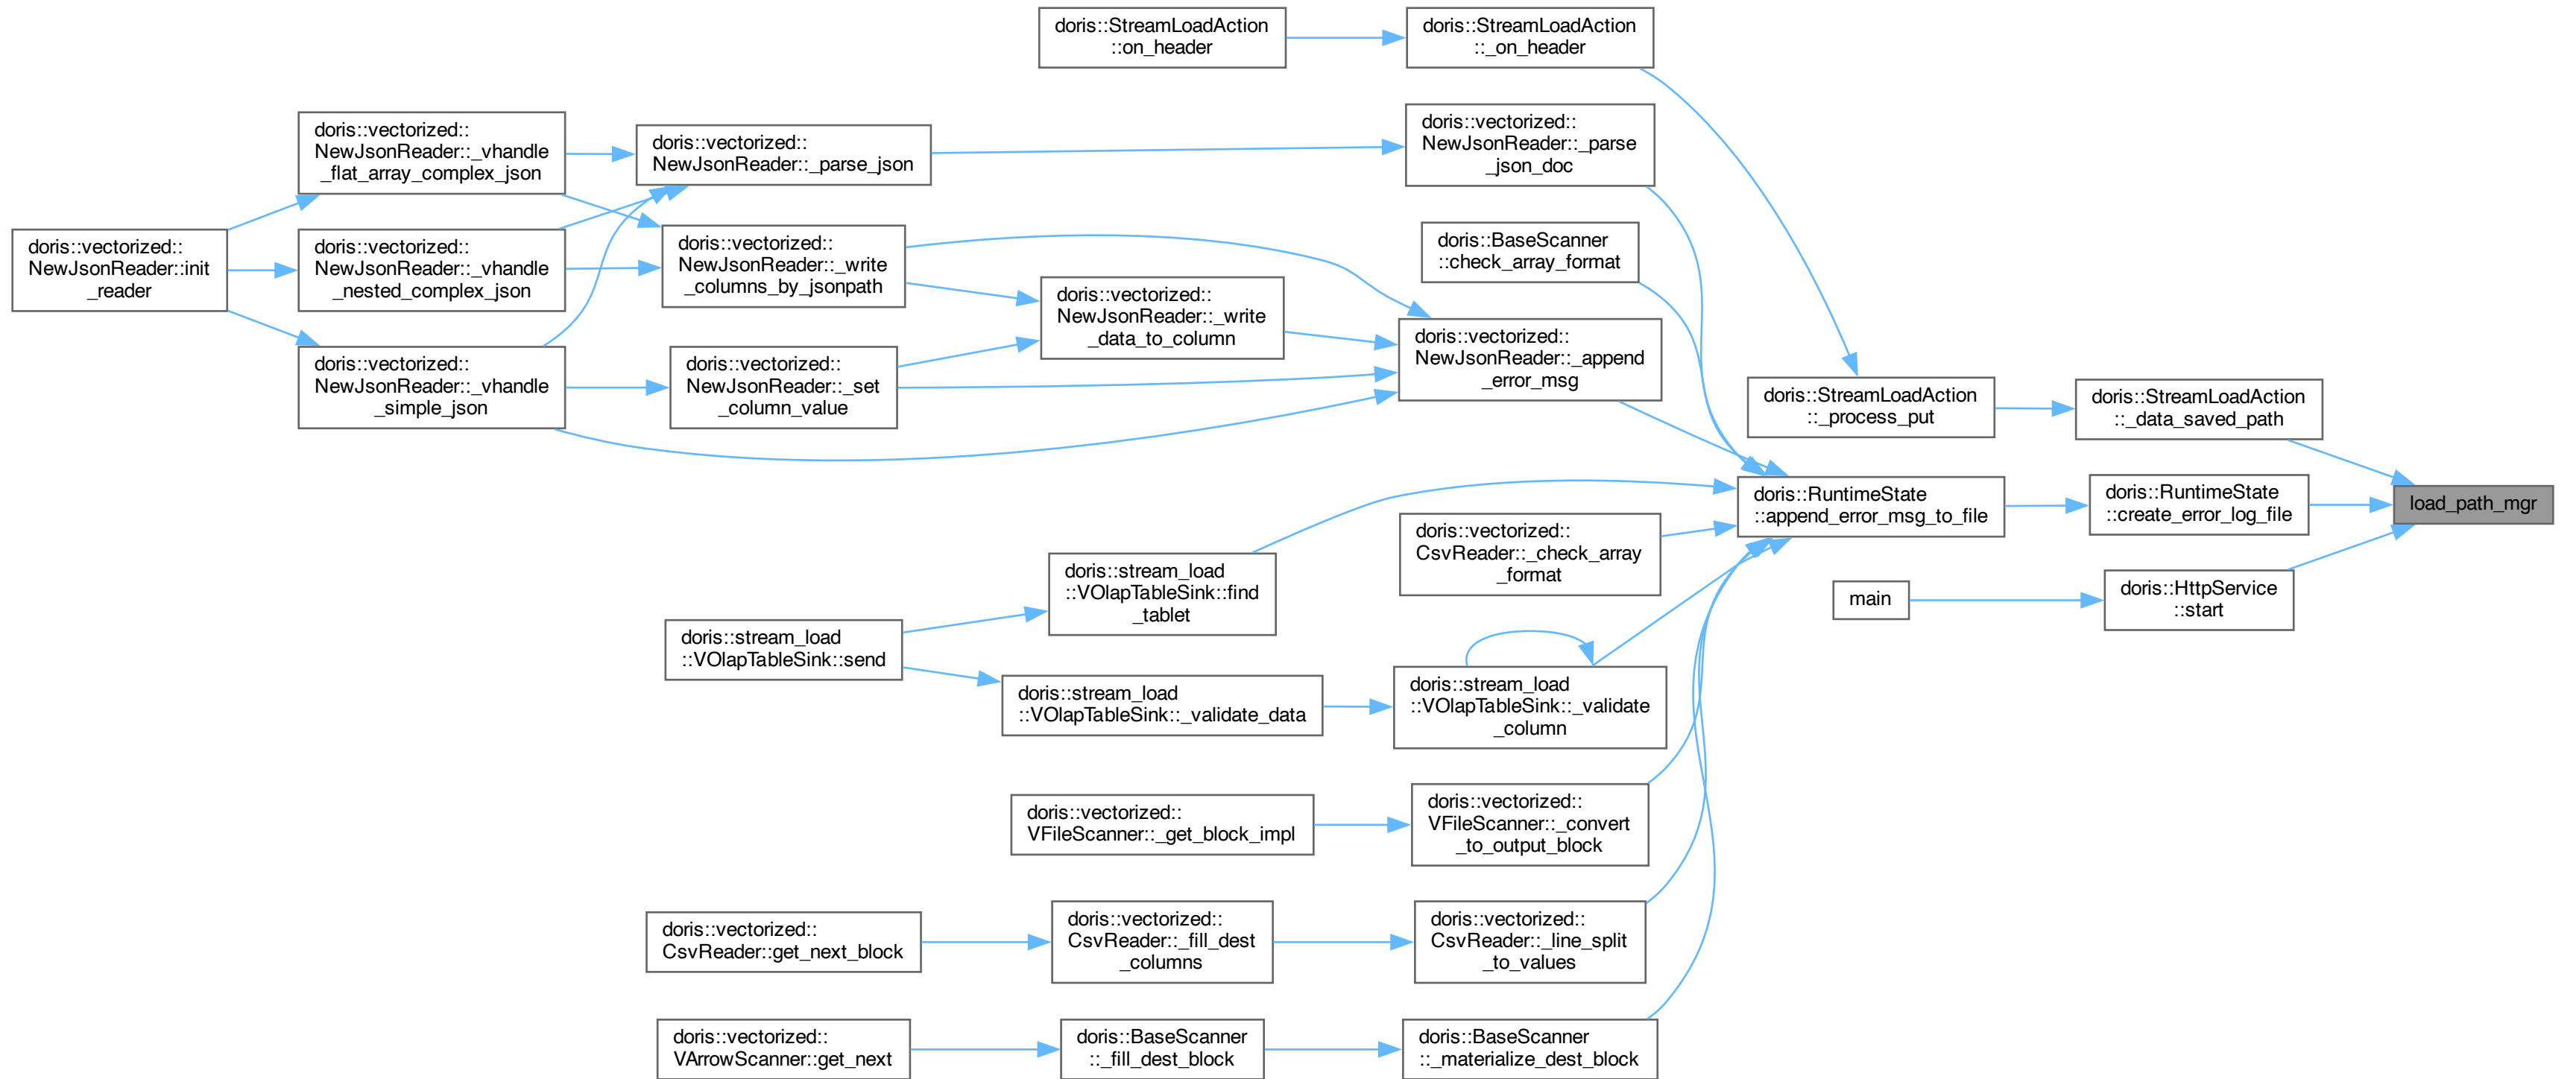 doris::StreamLoadAction
::on_header
doris::StreamLoadAction
::_on_header
doris::vectorized::
NewJsonReader::_vhandle
_flat_array_complex_json
doris::vectorized::
NewJsonReader::_parse_json
doris::vectorized::
NewJsonReader::_parse
_json_doc
doris::vectorized::
NewJsonReader::init
_reader
doris::vectorized::
NewJsonReader::_vhandle
_nested_complex_json
doris::vectorized::
NewJsonReader::_write
_columns_by_jsonpath
doris::BaseScanner
::check_array_format
doris::vectorized::
NewJsonReader::_write
_data_to_column
doris::vectorized::
NewJsonReader::_append
_error_msg
doris::vectorized::
NewJsonReader::_vhandle
_simple_json
doris::vectorized::
NewJsonReader::_set
_column_value
doris::StreamLoadAction
::_process_put
doris::StreamLoadAction
::_data_saved_path
doris::RuntimeState
::append_error_msg_to_file
doris::RuntimeState
::create_error_log_file
load_path_mgr
doris::vectorized::
CsvReader::_check_array
_format
doris::stream_load
::VOlapTableSink::find
_tablet
main
doris::HttpService
::start
doris::stream_load
::VOlapTableSink::send
doris::stream_load
::VOlapTableSink::_validate_data
doris::stream_load
::VOlapTableSink::_validate
_column
doris::vectorized::
VFileScanner::_get_block_impl
doris::vectorized::
VFileScanner::_convert
_to_output_block
doris::vectorized::
CsvReader::get_next_block
doris::vectorized::
CsvReader::_fill_dest
_columns
doris::vectorized::
CsvReader::_line_split
_to_values
doris::vectorized::
VArrowScanner::get_next
doris::BaseScanner
::_fill_dest_block
doris::BaseScanner
::_materialize_dest_block